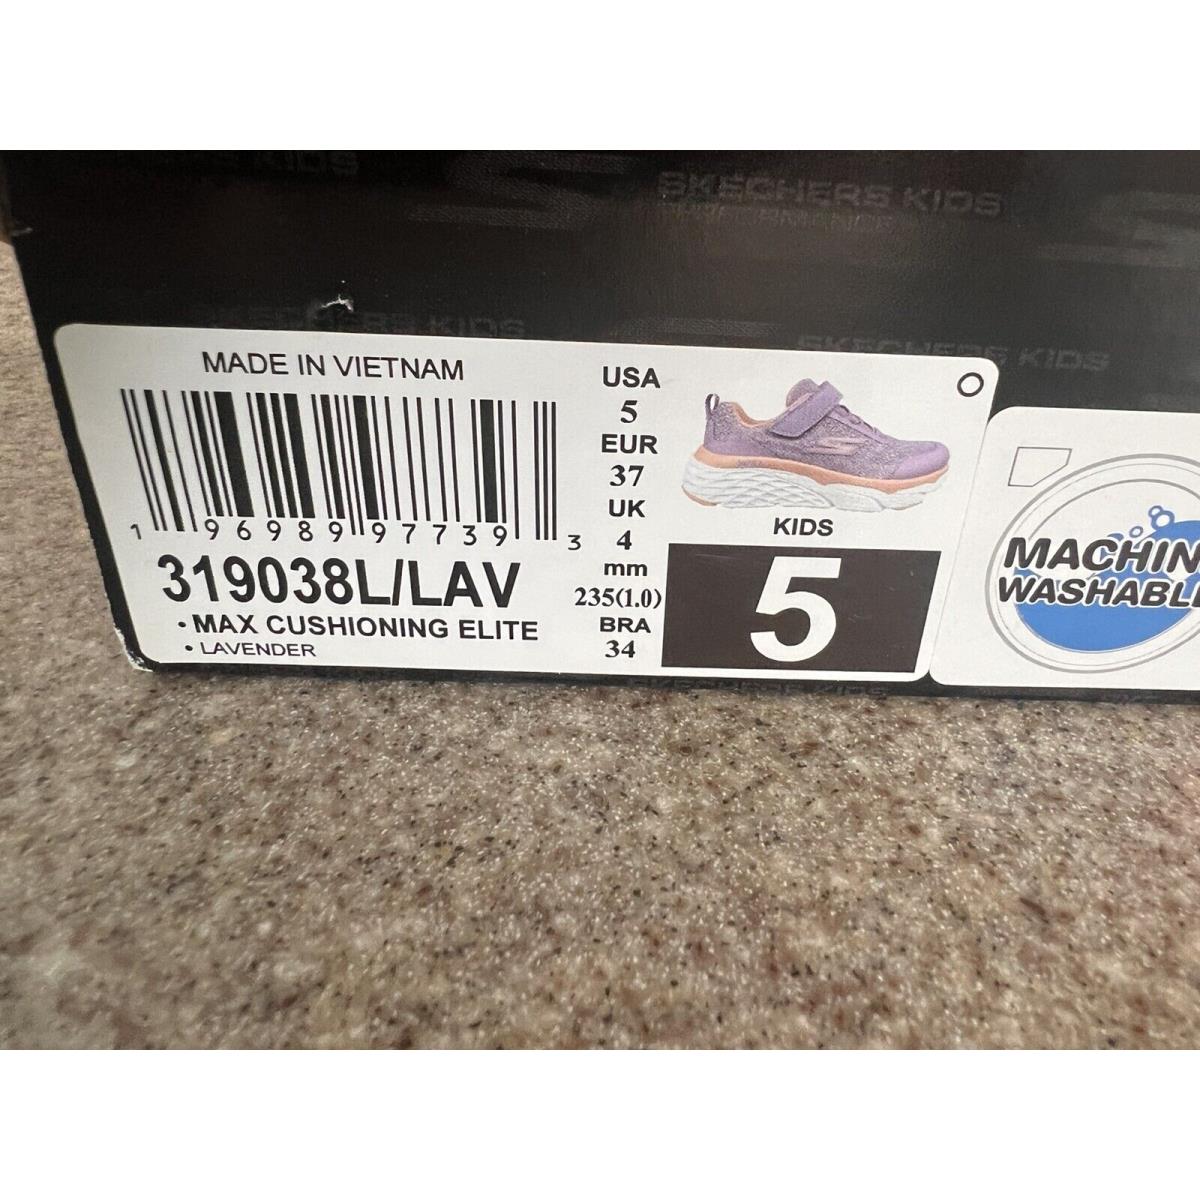 SKECHERS KIDS
PERFORMANCE
SKECHERS KIDS
SKECHERS KIDS
MADE IN VIETNAM
1 96989 97739 3
319038L/LAV
• MAX CUSHIONING ELITE
• LAVENDER
USA
5
EUR
37
UK
4
mm
235(1.0)
BRA
34
KIDS
5
MACHIN
WASHABL